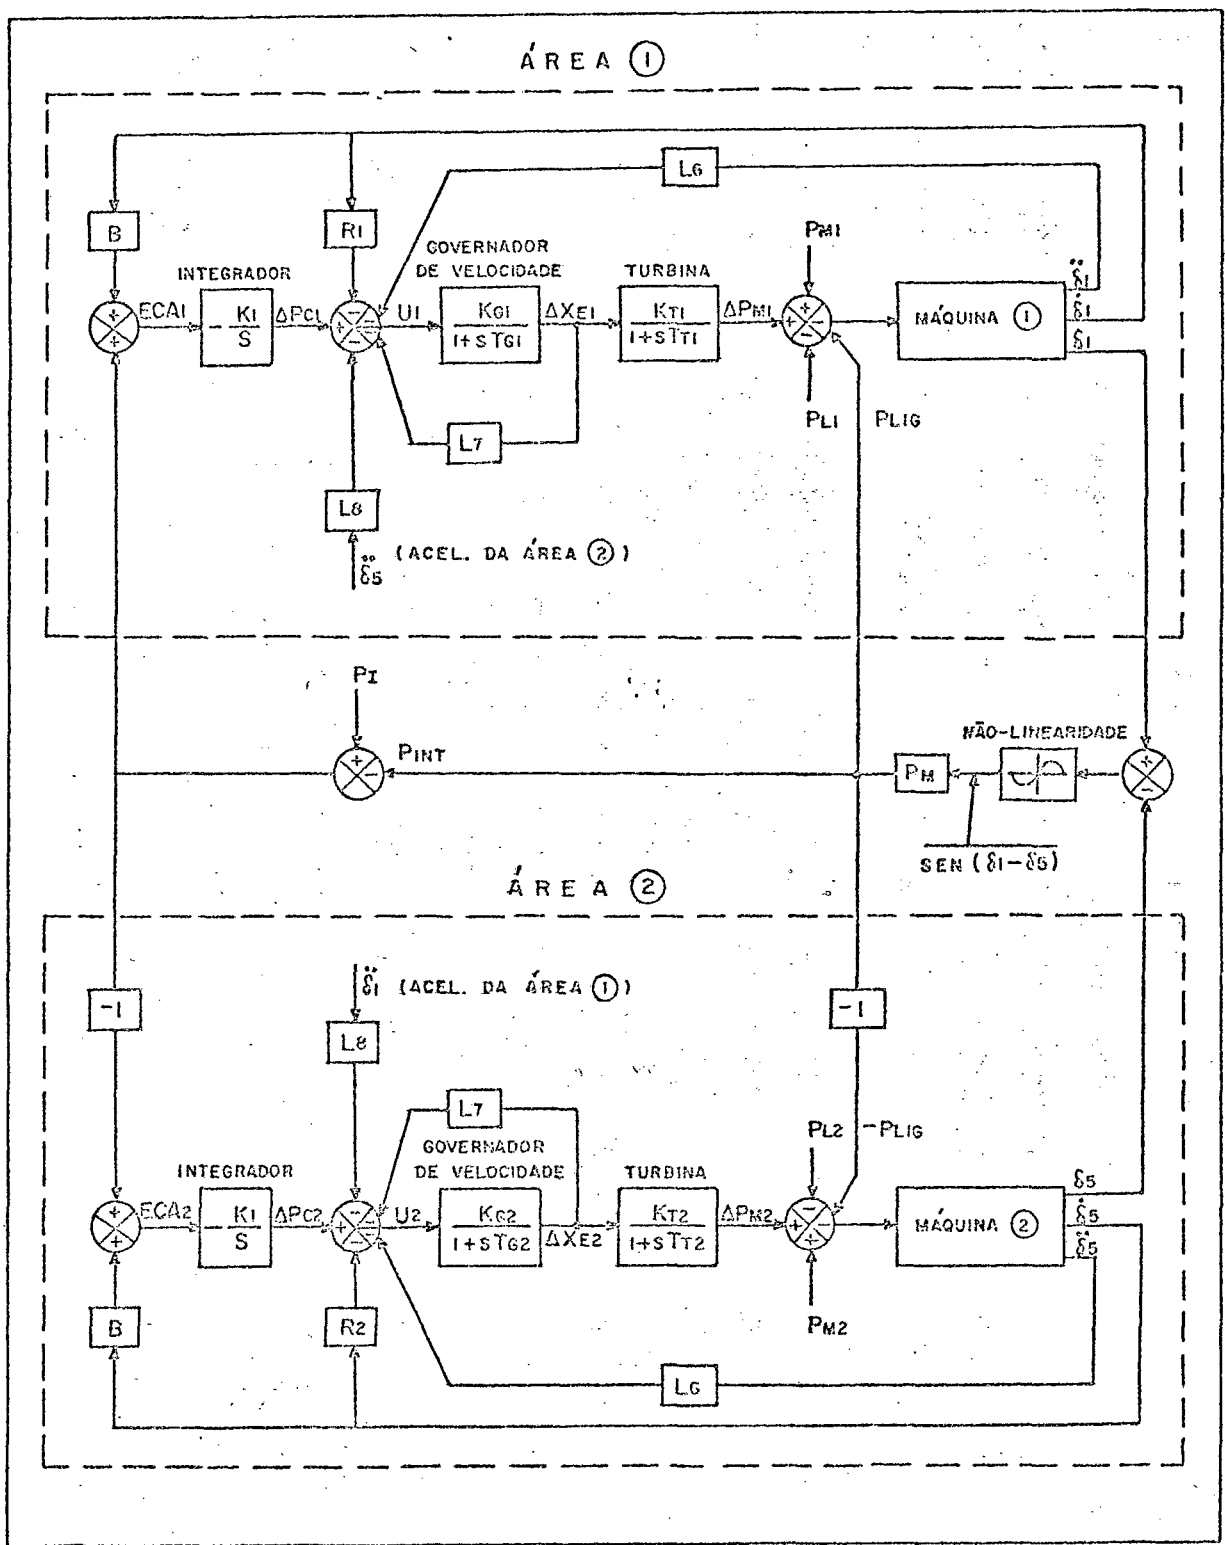 ÁREA ①
L6
B
R1
PM1
GOVERNADOR
DE VELOCIDADE
INTEGRADOR
TURBINA
ECA1
- K1/S
ΔPC1
U1
KG1/1+STG1
ΔXE1
KT1/1+STT1
ΔPM1
MÁQUINA ①
δ̈1
δ̇1
δ1
PL1
PLIG
L7
L8
δ̈5 (ACEL. DA ÁREA ②)
PI
PINT
NÃO-LINEARIDADE
PM
SEN (δ1-δ5)
ÁREA ②
δ̈1 (ACEL. DA ÁREA ①)
-1
-1
L8
L7
PL2
-PLIG
GOVERNADOR
DE VELOCIDADE
INTEGRADOR
TURBINA
ECA2
- K1/S
ΔPC2
U2
KG2/1+STG2
ΔXE2
KT2/1+STT2
ΔPM2
MÁQUINA ②
δ5
δ̇5
δ̈5
B
R2
PM2
L6